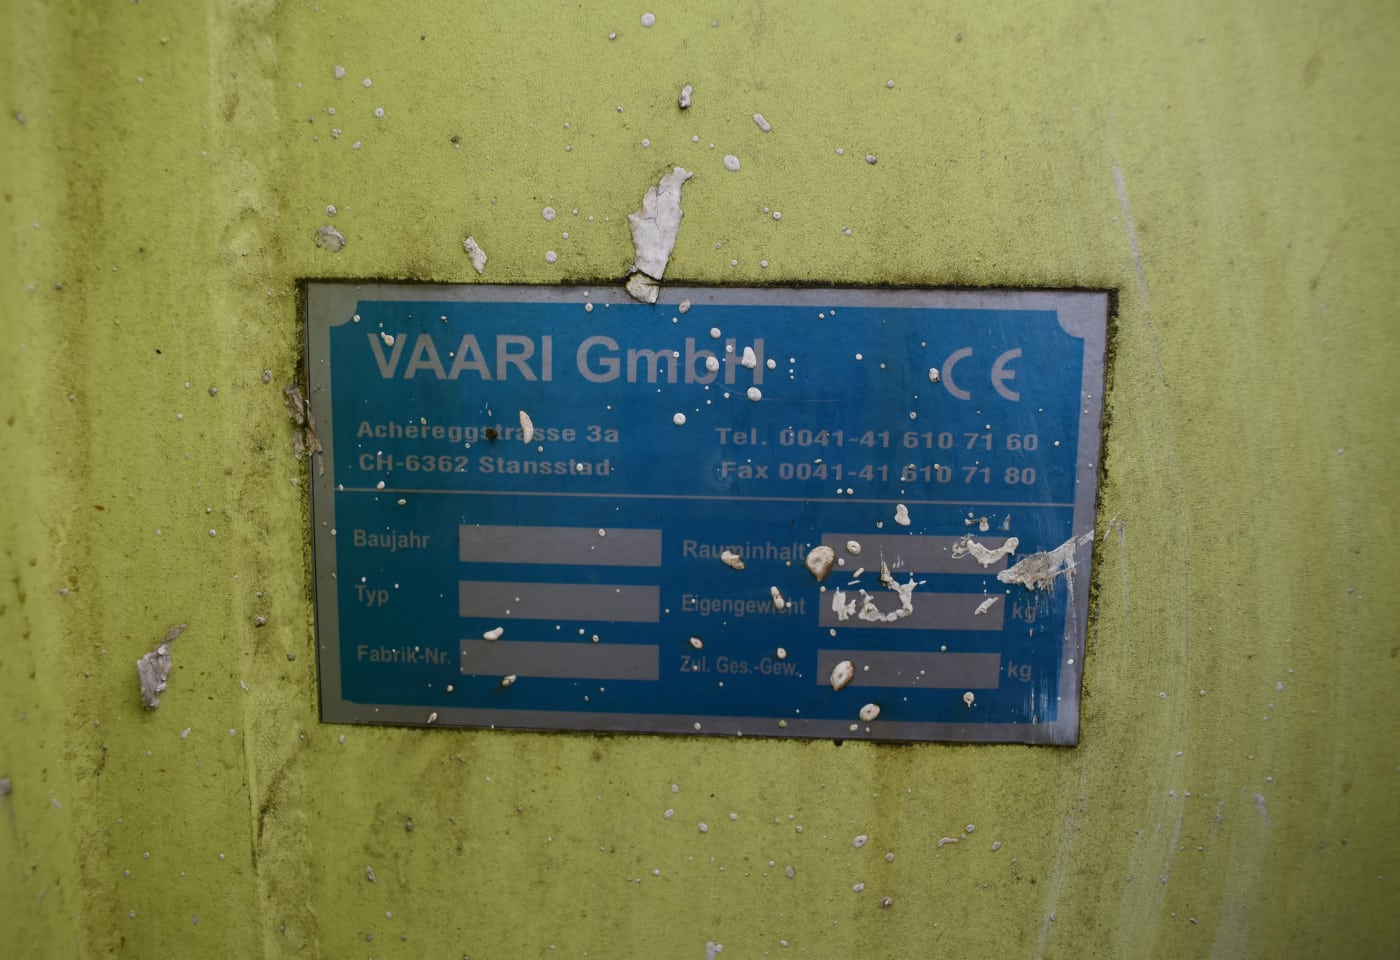 VAARI GmbH CE
Achereggstrasse 3a Tel. 0041-41 610 71 60
CH-6362 Stansstad Fax 0041-41 610 71 80
Baujahr Rauminhalt
Typ Eigengewicht kg
Fabrik-Nr. Zul. Ges.-Gew. kg